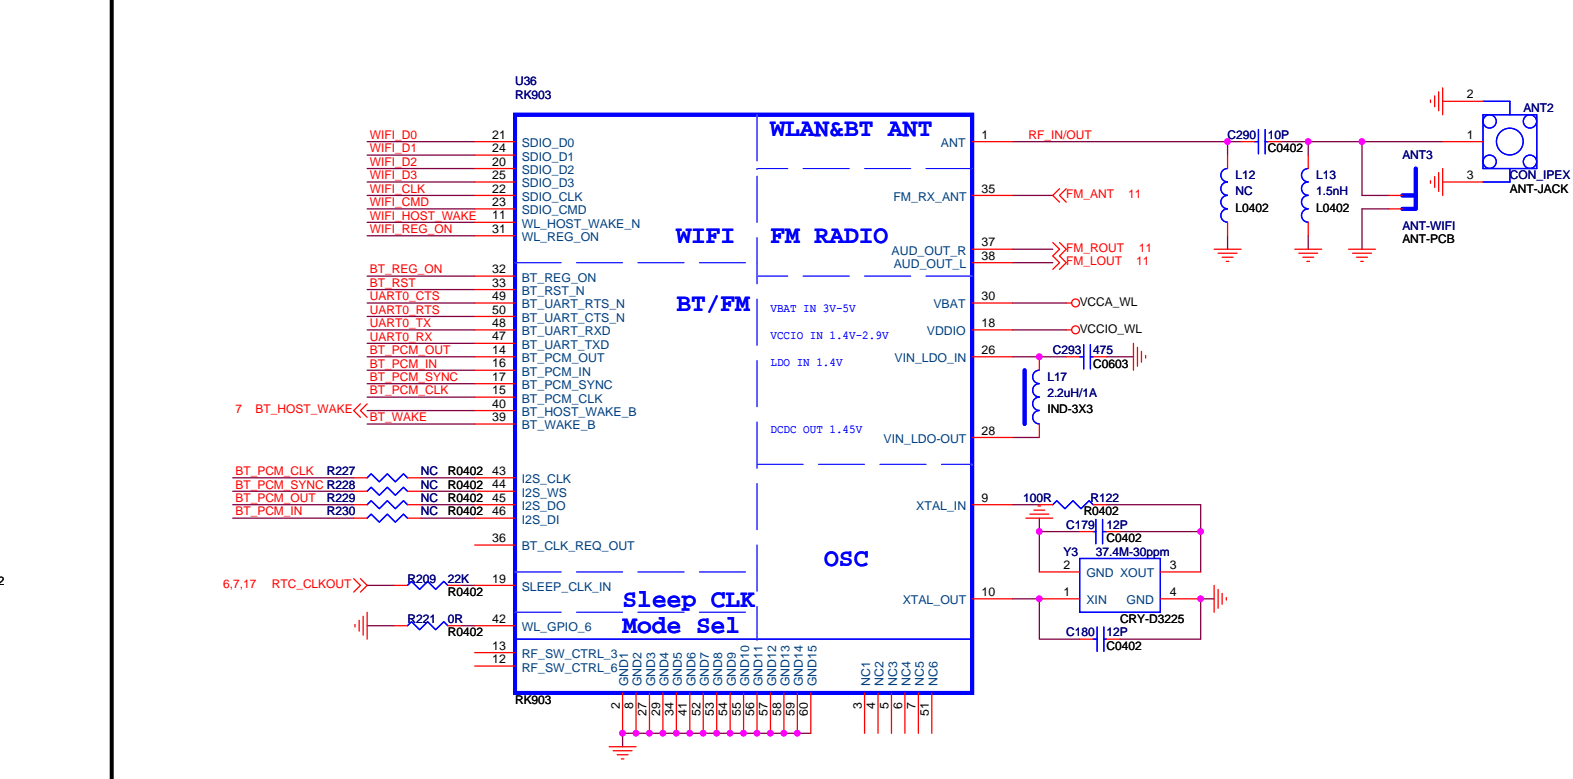 U36
RK903
WIFI_D0 21 SDIO_D0
WIFI_D1 24 SDIO_D1
WIFI_D2 20 SDIO_D2
WIFI_D3 25 SDIO_D3
WIFI_CLK 22 SDIO_CLK
WIFI_CMD 23 SDIO_CMD
WIFI_HOST_WAKE 11 WL_HOST_WAKE_N
WIFI_REG_ON 31 WL_REG_ON
WIFI
BT_REG_ON 32 BT_REG_ON
BT_RST 33 BT_RST_N
UART0_CTS 49 BT_UART_RTS_N
UART0_RTS 50 BT_UART_CTS_N
UART0_TX 48 BT_UART_RXD
UART0_RX 47 BT_UART_TXD
BT_PCM_OUT 14 BT_PCM_OUT
BT_PCM_IN 16 BT_PCM_IN
BT_PCM_SYNC 17 BT_PCM_SYNC
BT_PCM_CLK 15 BT_PCM_CLK
7 BT_HOST_WAKE 40 BT_HOST_WAKE_B
BT_WAKE 39 BT_WAKE_B
BT/FM
BT_PCM_CLK R227 NC R0402 43 I2S_CLK
BT_PCM_SYNC R228 NC R0402 44 I2S_WS
BT_PCM_OUT R229 NC R0402 45 I2S_DO
BT_PCM_IN R230 NC R0402 46 I2S_DI
36 BT_CLK_REQ_OUT
2
6,7,17 RTC_CLKOUT R209 22K R0402 19 SLEEP_CLK_IN
Sleep CLK
R221 0R R0402 42 WL_GPIO_6
Mode Sel
13 RF_SW_CTRL_3
12 RF_SW_CTRL_6
WLAN&BT ANT
ANT 1 RF_IN/OUT
FM_RX_ANT 35 FM_ANT 11
FM RADIO
AUD_OUT_R 37 FM_ROUT 11
AUD_OUT_L 38 FM_LOUT 11
VBAT IN 3V-5V
VBAT 30 VCCA_WL
VCCIO IN 1.4V-2.9V
VDDIO 18 VCCIO_WL
LDO IN 1.4V
VIN_LDO_IN 26
C293 475
C0603
L17
2.2uH/1A
IND-3X3
DCDC OUT 1.45V
VIN_LDO-OUT 28
OSC
XTAL_IN 9
100R R122
R0402
C179 12P
C0402
Y3 37.4M-30ppm
2 GND XOUT 3
1 XIN GND 4
CRY-D3225
XTAL_OUT 10
C180 12P
C0402
C290 10P
C0402
L12
NC
L0402
L13
1.5nH
L0402
ANT3
ANT-WIFI
ANT-PCB
2
1
3
ANT2
CON_IPEX
ANT-JACK
GND1 GND2 GND3 GND4 GND5 GND6 GND7 GND8 GND9 GND10 GND11 GND12 GND13 GND14 GND15
NC1 NC2 NC3 NC4 NC5 NC6
RK903
2 8 27 29 34 41 52 53 54 55 56 57 58 59 60
3 4 5 6 7 51